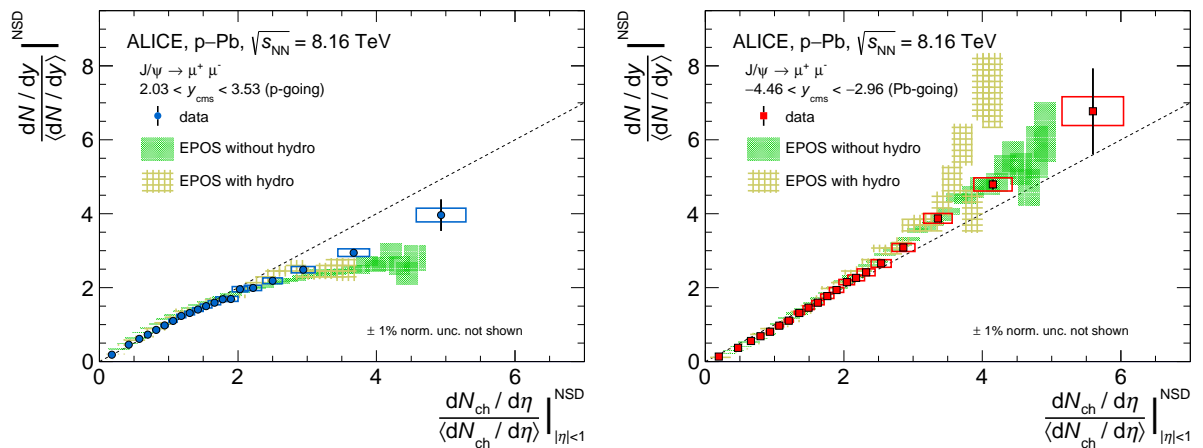 dN / dy
⟨dN / dy⟩
NSD
8
6
4
2
0
ALICE, p–Pb, √s_NN = 8.16 TeV
J/ψ → μ⁺ μ⁻
2.03 < y_cms < 3.53 (p-going)
data
EPOS without hydro
EPOS with hydro
± 1% norm. unc. not shown
0 2 4 6
dN_ch / dη
⟨dN_ch / dη⟩
NSD
|η|<1
dN / dy
⟨dN / dy⟩
NSD
8
6
4
2
0
ALICE, p–Pb, √s_NN = 8.16 TeV
J/ψ → μ⁺ μ⁻
−4.46 < y_cms < −2.96 (Pb-going)
data
EPOS without hydro
EPOS with hydro
± 1% norm. unc. not shown
0 2 4 6
dN_ch / dη
⟨dN_ch / dη⟩
NSD
|η|<1